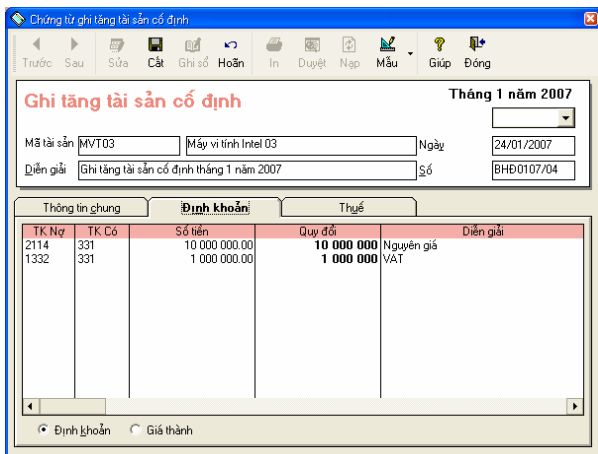 Chứng từ ghi tăng tài sản cố định
Trước Sau Sửa Cất Ghi sổ Hoãn In Duyệt Nạp Mẫu Giúp Đóng
Ghi tăng tài sản cố định
Tháng 1 năm 2007
Mã tài sản MVT03 Máy vi tính Intel 03 Ngày 24/01/2007
Diễn giải Ghi tăng tài sản cố định tháng 1 năm 2007 Số BHĐ0107/04
Thông tin chung Định khoản Thuế
TK Nợ TK Có Số tiền Quy đổi Diễn giải
2114 331 10 000 000.00 10 000 000 Nguyên giá
1332 331 1 000 000.00 1 000 000 VAT
Định khoản Giá thành